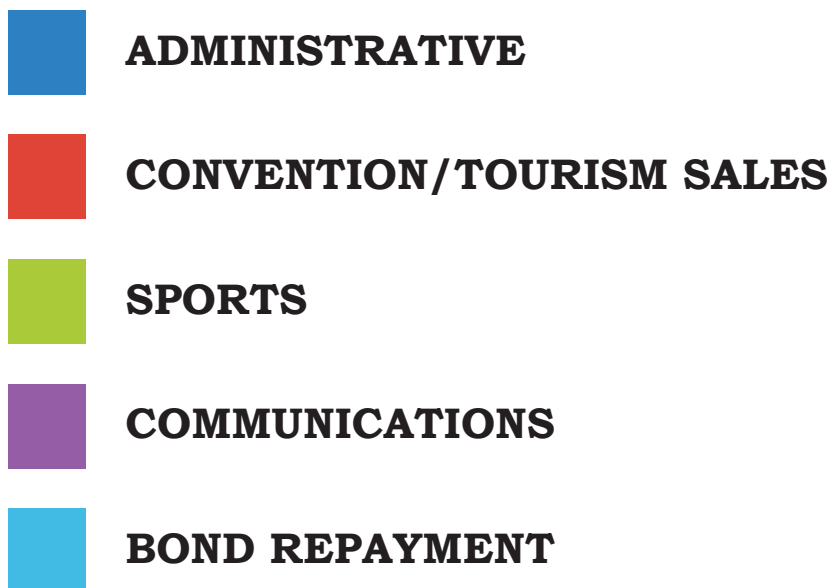 ADMINISTRATIVE
CONVENTION/TOURISM SALES
SPORTS
COMMUNICATIONS
BOND REPAYMENT